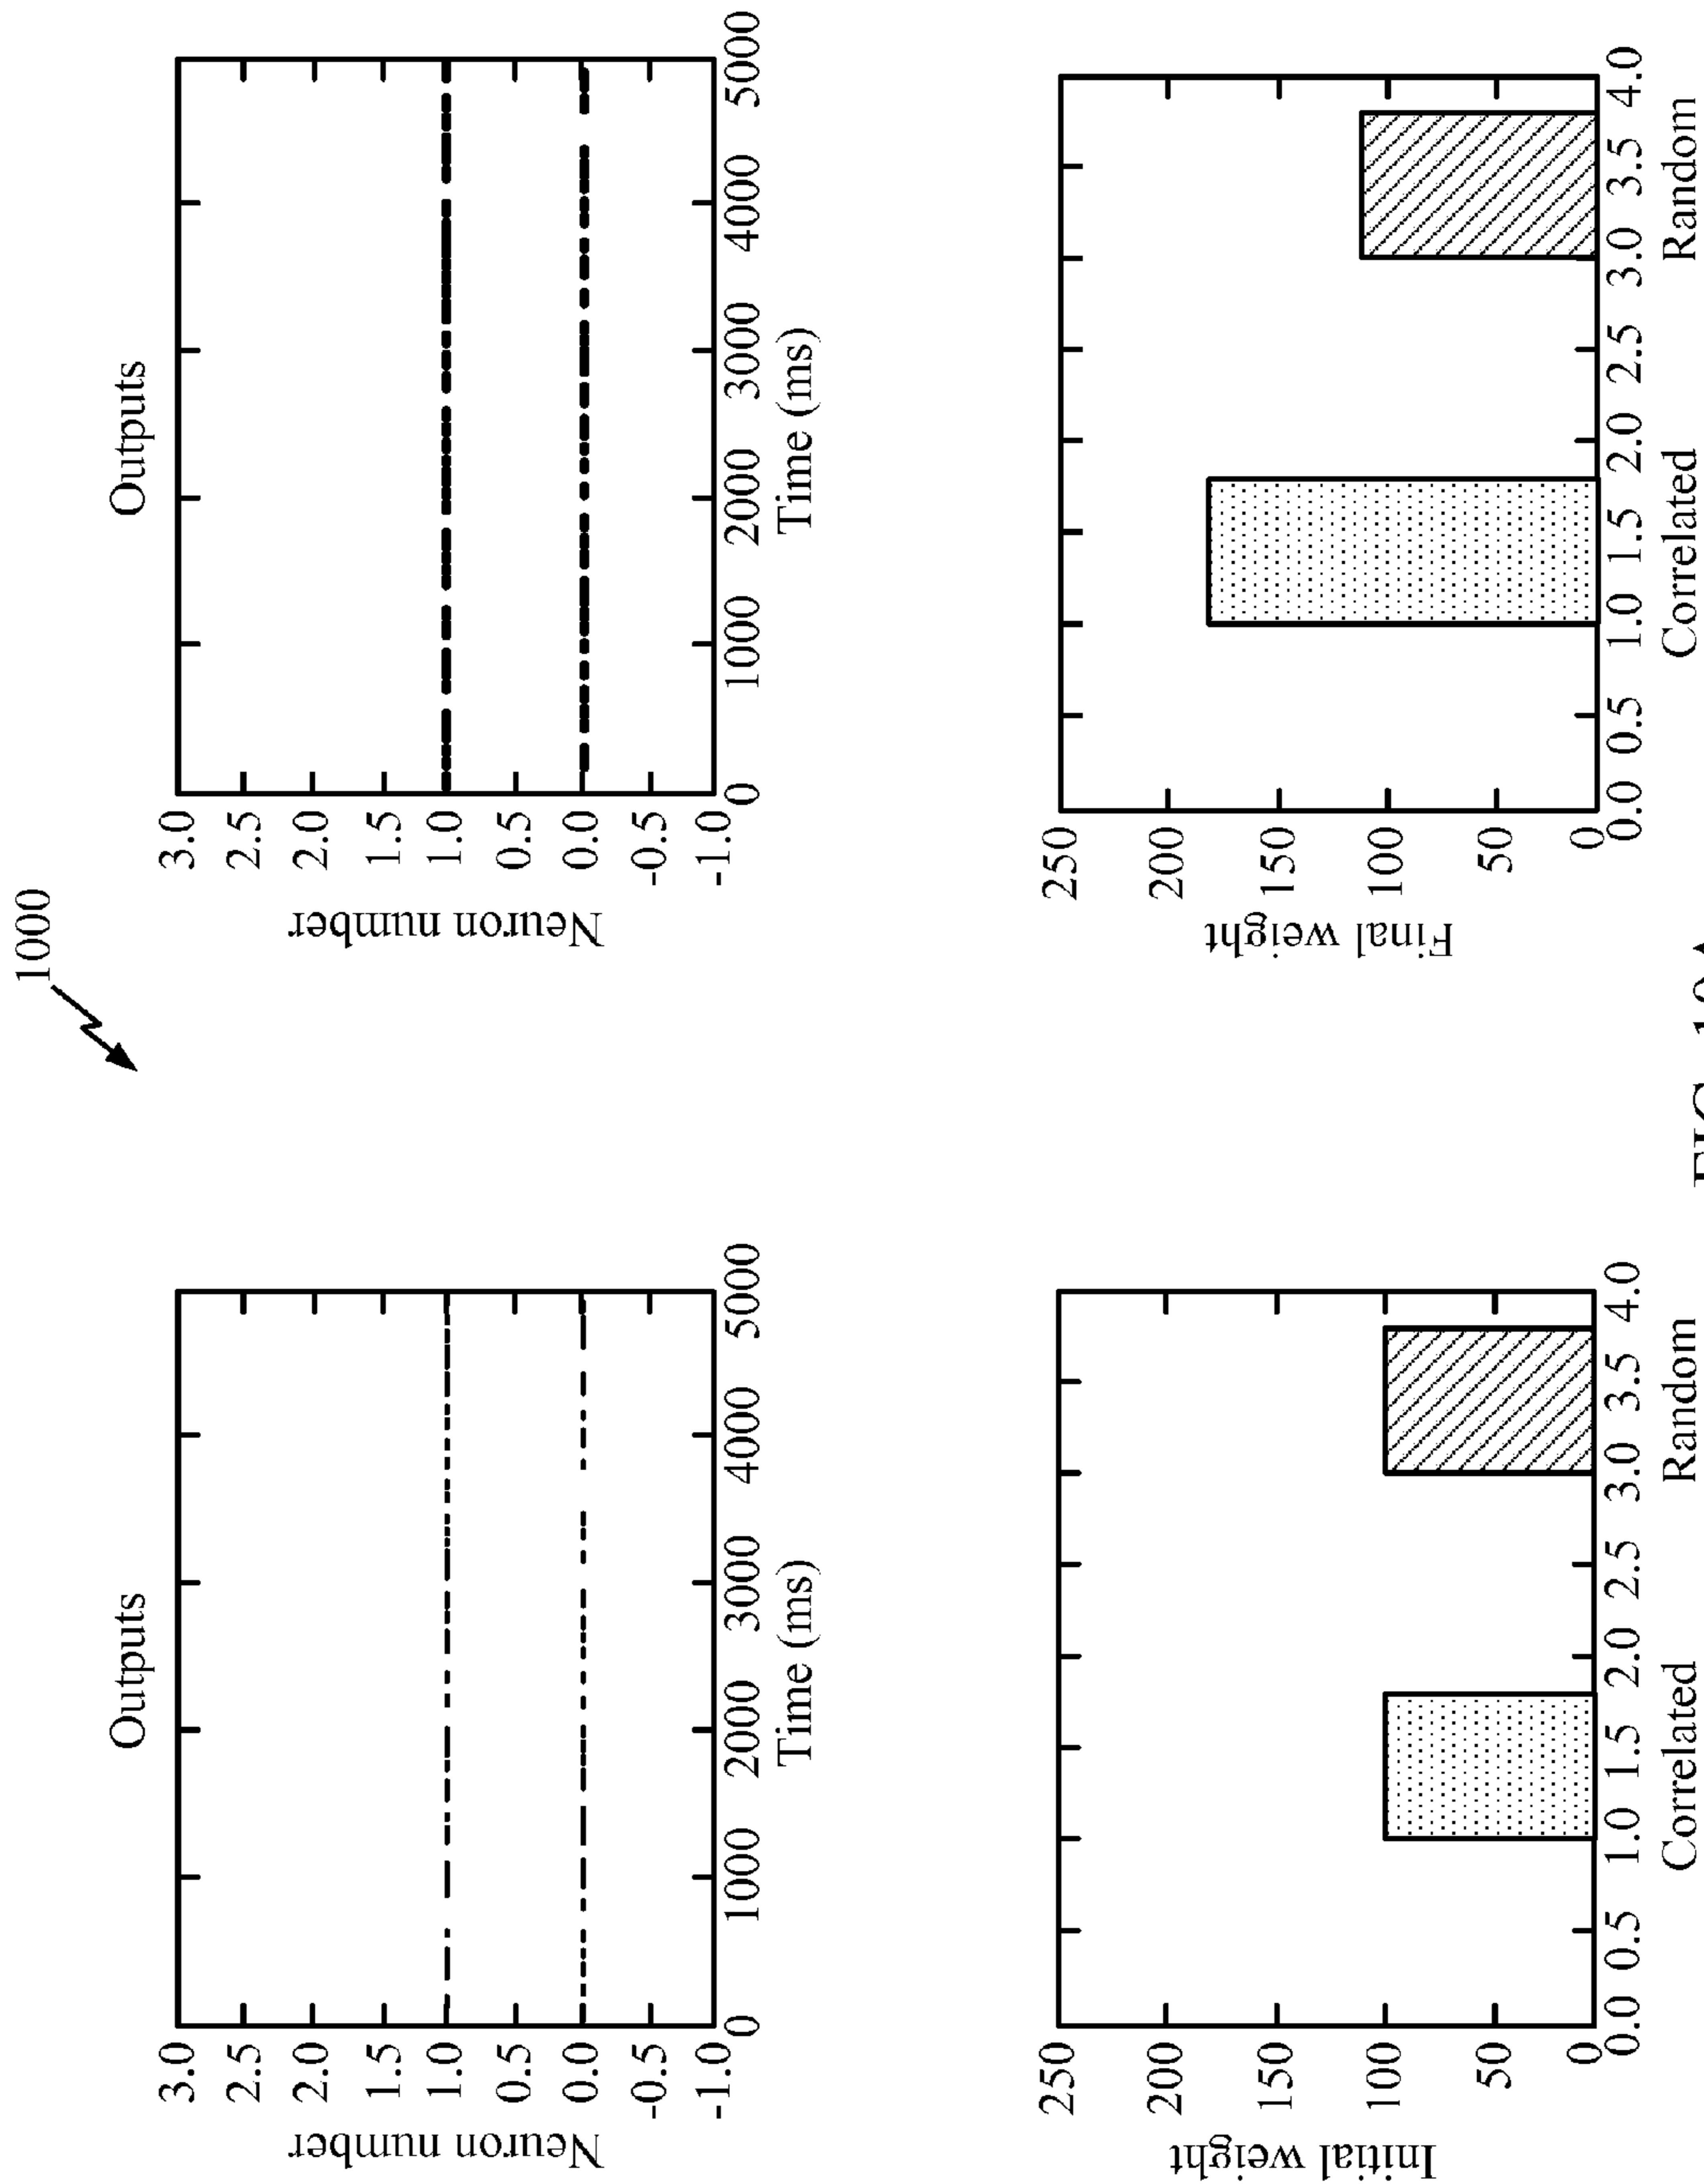 1000
Outputs
Neuron number
3.0
2.5
2.0
1.5
1.0
0.5
0.0
-0.5
-1.0
0 1000 2000 3000 4000 5000
Time (ms)
Outputs
Neuron number
3.0
2.5
2.0
1.5
1.0
0.5
0.0
-0.5
-1.0
0 1000 2000 3000 4000 5000
Time (ms)
Initial weight
250
200
150
100
50
0
0.0 0.5 1.0 1.5 2.0 2.5 3.0 3.5 4.0
Correlated Random
Final weight
250
200
150
100
50
0
0.0 0.5 1.0 1.5 2.0 2.5 3.0 3.5 4.0
Correlated Random
FIG. 10A